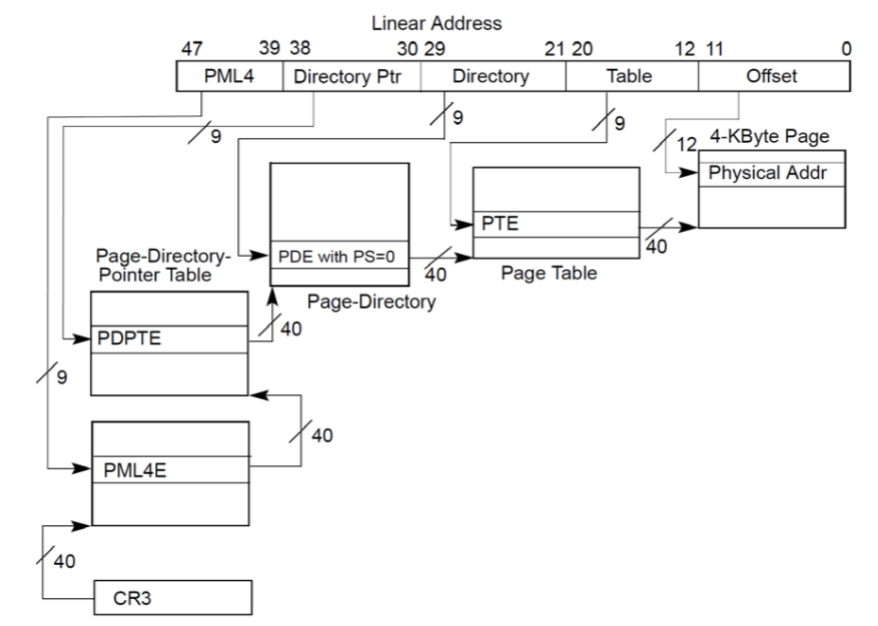 Linear Address
47 39 38 30 29 21 20 12 11 0
PML4 Directory Ptr Directory Table Offset
9
9
9
12
4-KByte Page
Physical Addr
PTE
40
Page Table
PDE with PS=0
40
Page-Directory
Page-Directory-
Pointer Table
PDPTE
40
9
40
PML4E
40
CR3